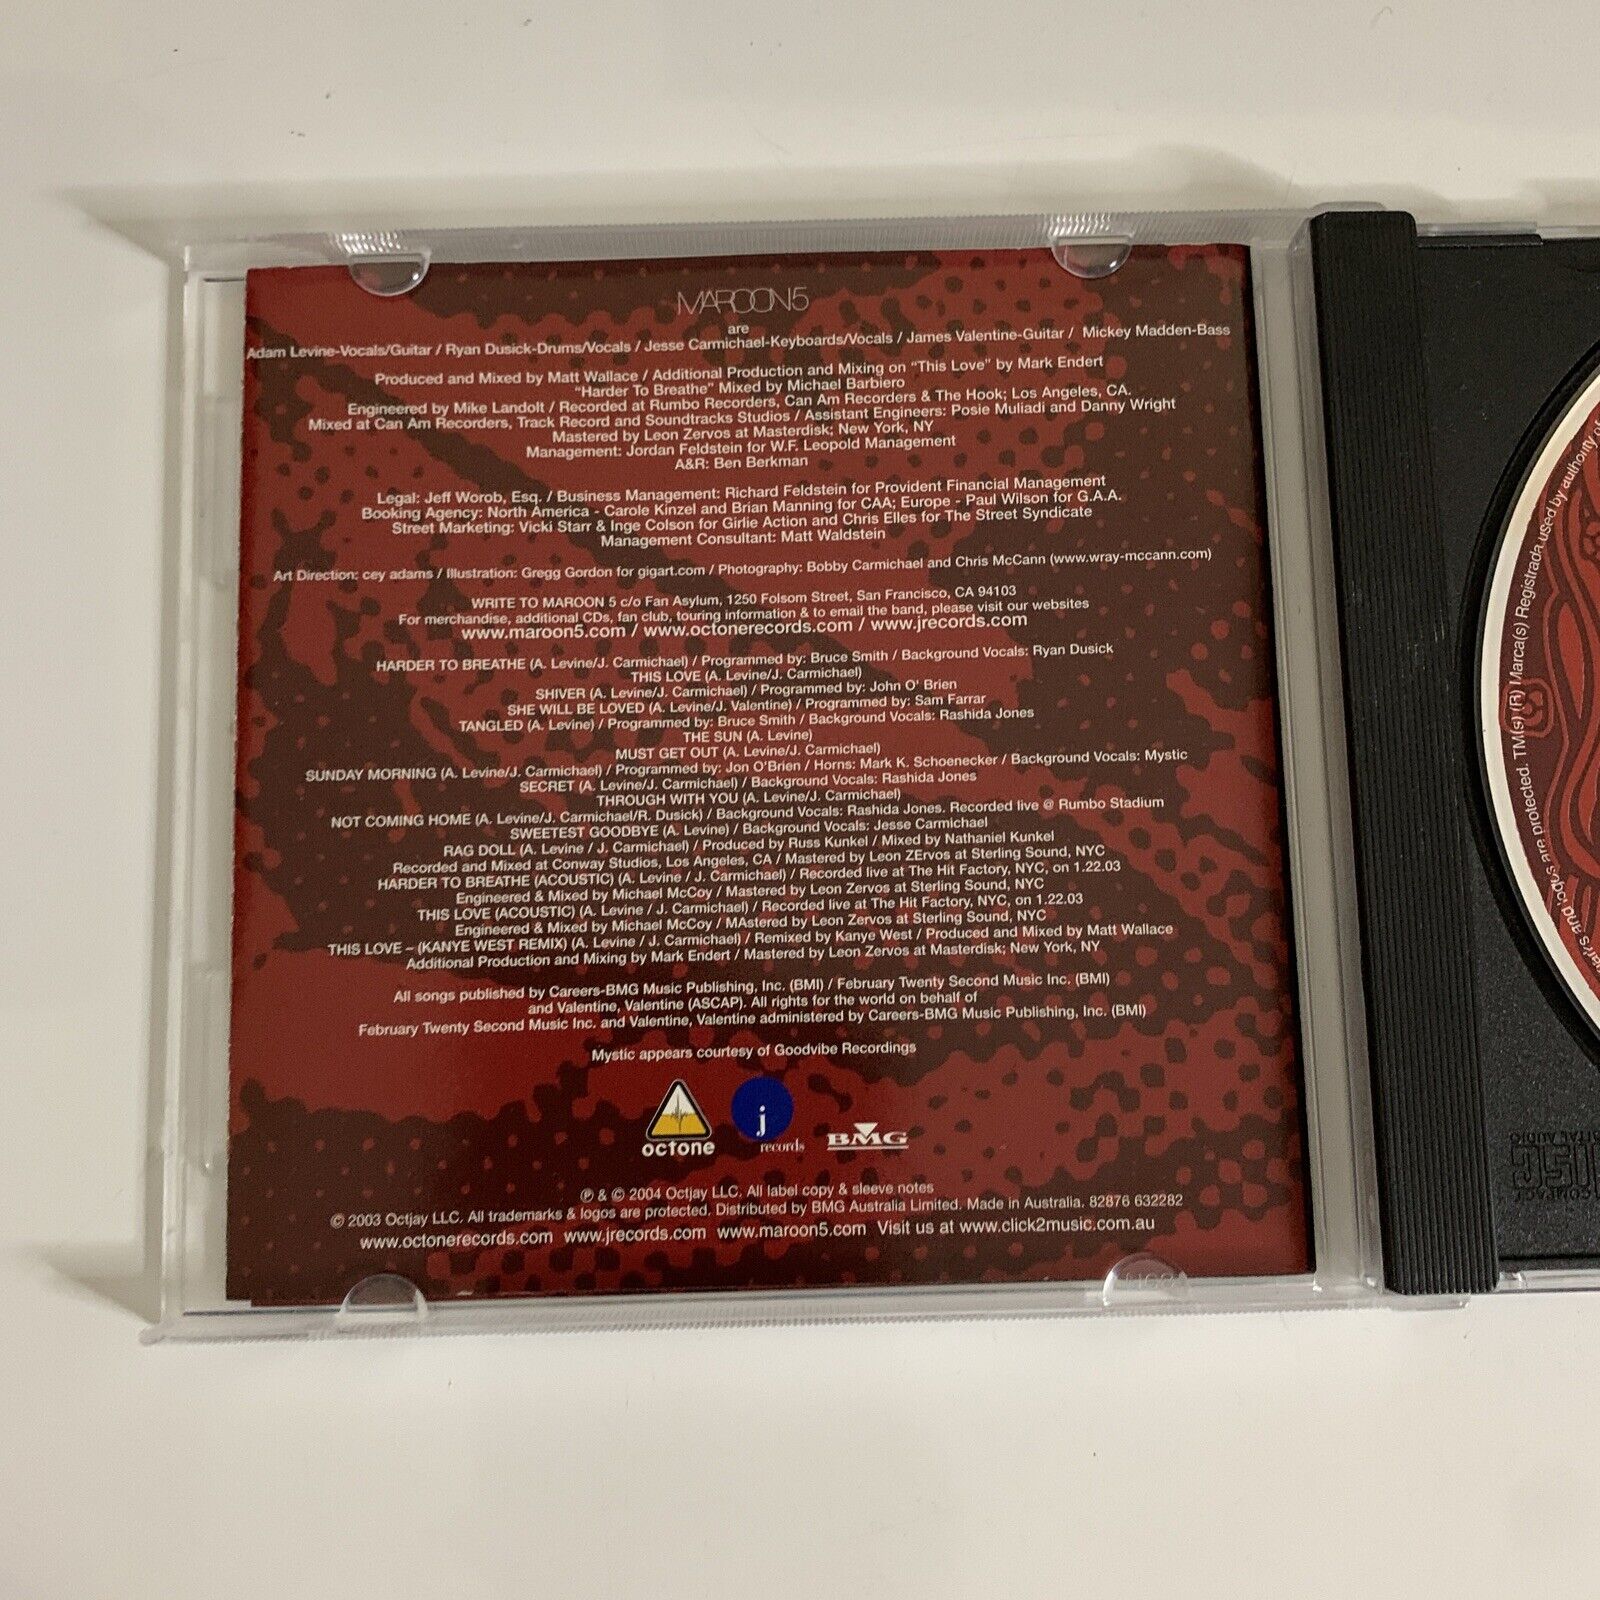 MAROON5
are
Adam Levine-Vocals/Guitar / Ryan Dusick-Drums/Vocals / Jesse Carmichael-Keyboards/Vocals / James Valentine-Guitar / Mickey Madden-Bass
Produced and Mixed by Matt Wallace / Additional Production and Mixing on "This Love" by Mark Endert
"Harder To Breathe" Mixed by Michael Barbiero
Engineered by Mike Landolt / Recorded at Rumbo Recorders, Can Am Recorders & The Hook; Los Angeles, CA.
Mixed at Can Am Recorders, Track Record and Soundtracks Studios / Assistant Engineers: Posie Muliadi and Danny Wright
Mastered by Leon Zervos at Masterdisk; New York, NY
Management: Jordan Feldstein for W.F. Leopold Management
A&R: Ben Berkman
Legal: Jeff Worob, Esq. / Business Management: Richard Feldstein for Provident Financial Management
Booking Agency: North America - Carole Kinzel and Brian Manning for CAA; Europe - Paul Wilson for G.A.A.
Street Marketing: Vicki Starr & Inge Colson for Girlie Action and Chris Elles for The Street Syndicate
Management Consultant: Matt Waldstein
Art Direction: cey adams / Illustration: Gregg Gordon for gigart.com / Photography: Bobby Carmichael and Chris McCann (www.wray-mccann.com)
WRITE TO MAROON 5 c/o Fan Asylum, 1250 Folsom Street, San Francisco, CA 94103
For merchandise, additional CDs, fan club, touring information & to email the band, please visit our websites
www.maroon5.com / www.octonerecords.com / www.jrecords.com
HARDER TO BREATHE (A. Levine/J. Carmichael) / Programmed by: Bruce Smith / Background Vocals: Ryan Dusick
THIS LOVE (A. Levine/J. Carmichael)
SHIVER (A. Levine/J. Carmichael) / Programmed by: John O' Brien
SHE WILL BE LOVED (A. Levine/J. Valentine) / Programmed by: Sam Farrar
TANGLED (A. Levine) / Programmed by: Bruce Smith / Background Vocals: Rashida Jones
THE SUN (A. Levine)
MUST GET OUT (A. Levine/J. Carmichael)
SUNDAY MORNING (A. Levine/J. Carmichael) / Programmed by: Jon O'Brien / Horns: Mark K. Schoenecker / Background Vocals: Mystic
SECRET (A. Levine/J. Carmichael) / Background Vocals: Rashida Jones
THROUGH WITH YOU (A. Levine/J. Carmichael)
NOT COMING HOME (A. Levine/J. Carmichael/R. Dusick) / Background Vocals: Rashida Jones. Recorded live @ Rumbo Stadium
SWEETEST GOODBYE (A. Levine) / Background Vocals: Jesse Carmichael
RAG DOLL (A. Levine / J. Carmichael) / Produced by Russ Kunkel / Mixed by Nathaniel Kunkel
Recorded and Mixed at Conway Studios, Los Angeles, CA / Mastered by Leon ZErvos at Sterling Sound, NYC
HARDER TO BREATHE (ACOUSTIC) (A. Levine / J. Carmichael) / Recorded live at The Hit Factory, NYC, on 1.22.03
Engineered & Mixed by Michael McCoy / Mastered by Leon Zervos at Sterling Sound, NYC
THIS LOVE (ACOUSTIC) (A. Levine / J. Carmichael) / Recorded live at The Hit Factory, NYC, on 1.22.03
Engineered & Mixed by Michael McCoy / MAstered by Leon Zervos at Sterling Sound, NYC
THIS LOVE – (KANYE WEST REMIX) (A. Levine / J. Carmichael) / Remixed by Kanye West / Produced and Mixed by Matt Wallace
Additional Production and Mixing by Mark Endert / Mastered by Leon Zervos at Masterdisk; New York, NY
All songs published by Careers-BMG Music Publishing, Inc. (BMI) / February Twenty Second Music Inc. (BMI)
and Valentine, Valentine (ASCAP). All rights for the world on behalf of
February Twenty Second Music Inc. and Valentine, Valentine administered by Careers-BMG Music Publishing, Inc. (BMI)
Mystic appears courtesy of Goodvibe Recordings
octone
j records
BMG
℗ & © 2004 Octjay LLC. All label copy & sleeve notes
© 2003 Octjay LLC. All trademarks & logos are protected. Distributed by BMG Australia Limited. Made in Australia. 82876 632282
www.octonerecords.com www.jrecords.com www.maroon5.com Visit us at www.click2music.com.au
and logos are protected. TM(s) (R) Marca(s) Registrada used by authority of
COMPACT
DIGITAL AUDIO